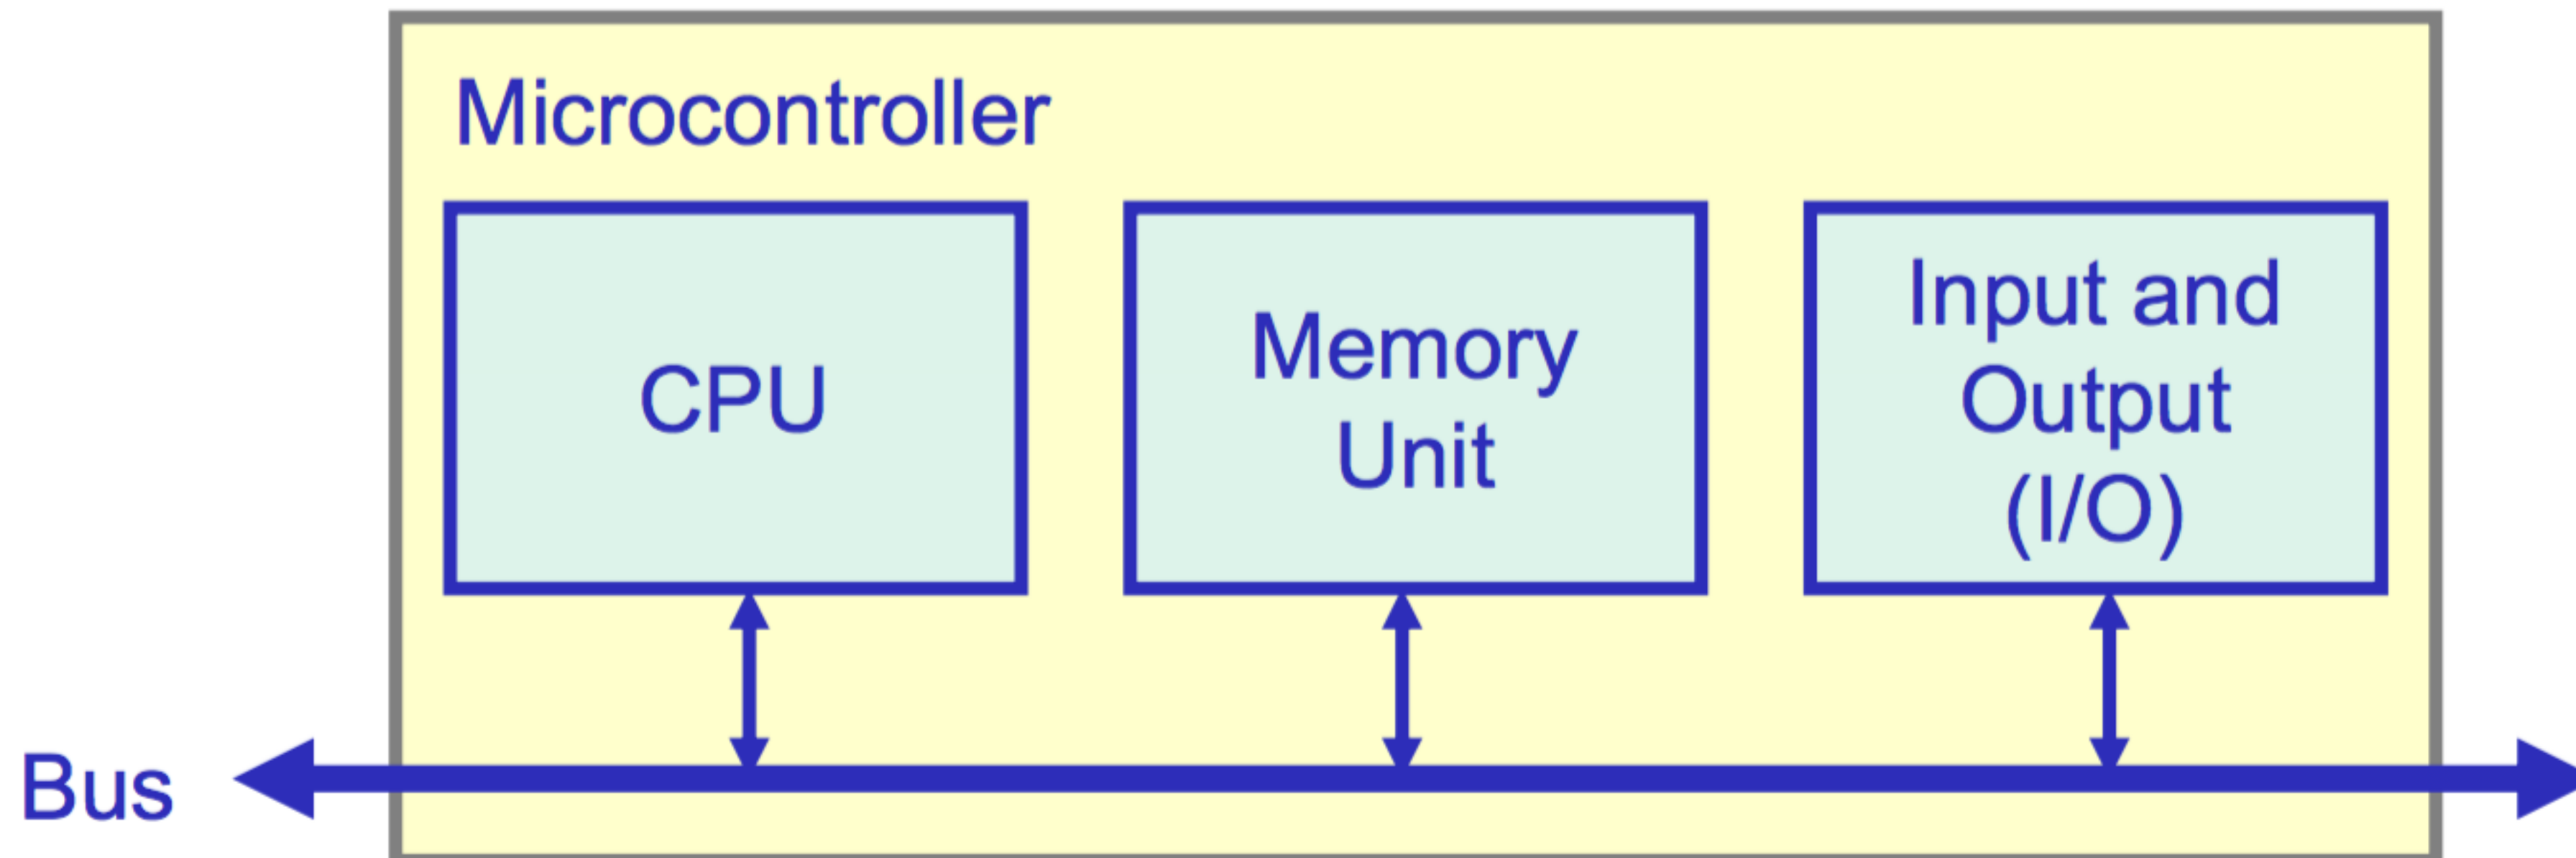 Microcontroller
CPU
Memory
Unit
Input and
Output
(I/O)
Bus